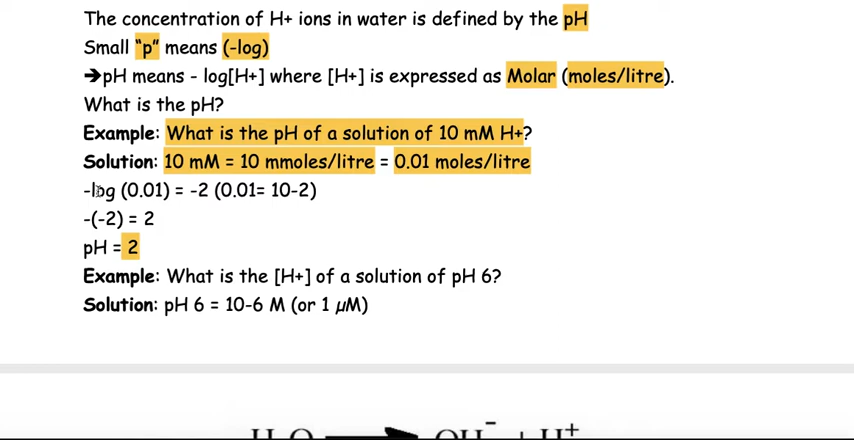 The concentration of H+ ions in water is defined by the pH
Small “p” means (-log)
➔pH means - log[H+] where [H+] is expressed as Molar (moles/litre).
What is the pH?
Example: What is the pH of a solution of 10 mM H+?
Solution: 10 mM = 10 mmoles/litre = 0.01 moles/litre
-log (0.01) = -2 (0.01= 10-2)
-(-2) = 2
pH = 2
Example: What is the [H+] of a solution of pH 6?
Solution: pH 6 = 10-6 M (or 1 µM)
H₂O ⟶ OH⁻ + H⁺